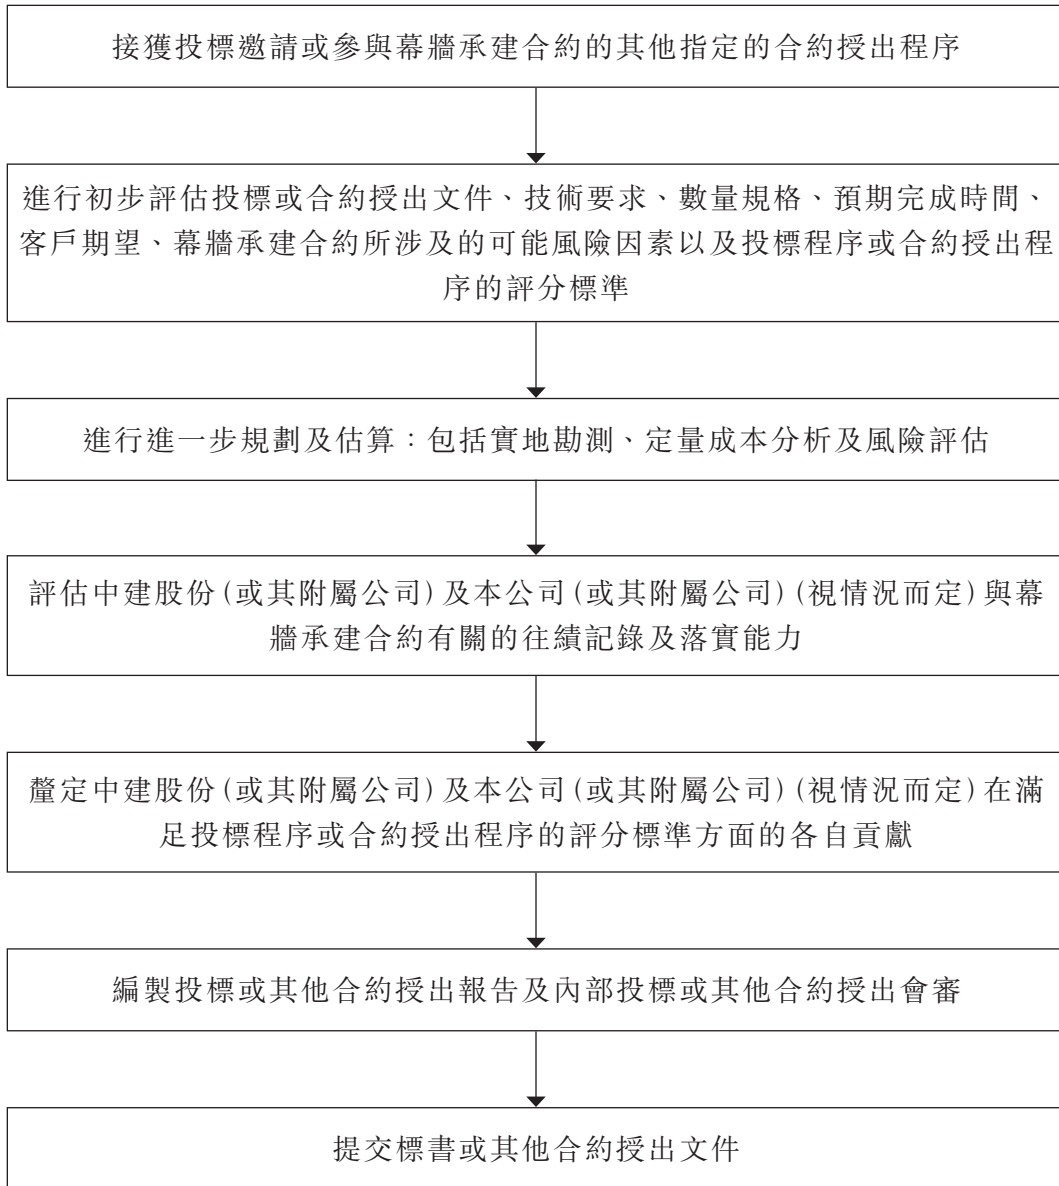 接獲投標邀請或參與幕牆承建合約的其他指定的合約授出程序
進行初步評估投標或合約授出文件、技術要求、數量規格、預期完成時間、
客戶期望、幕牆承建合約所涉及的可能風險因素以及投標程序或合約授出程
序的評分標準
進行進一步規劃及估算：包括實地勘測、定量成本分析及風險評估
評估中建股份(或其附屬公司)及本公司(或其附屬公司)(視情況而定)與幕
牆承建合約有關的往績記錄及落實能力
釐定中建股份(或其附屬公司)及本公司(或其附屬公司)(視情況而定)在滿
足投標程序或合約授出程序的評分標準方面的各自貢獻
編製投標或其他合約授出報告及內部投標或其他合約授出會審
提交標書或其他合約授出文件